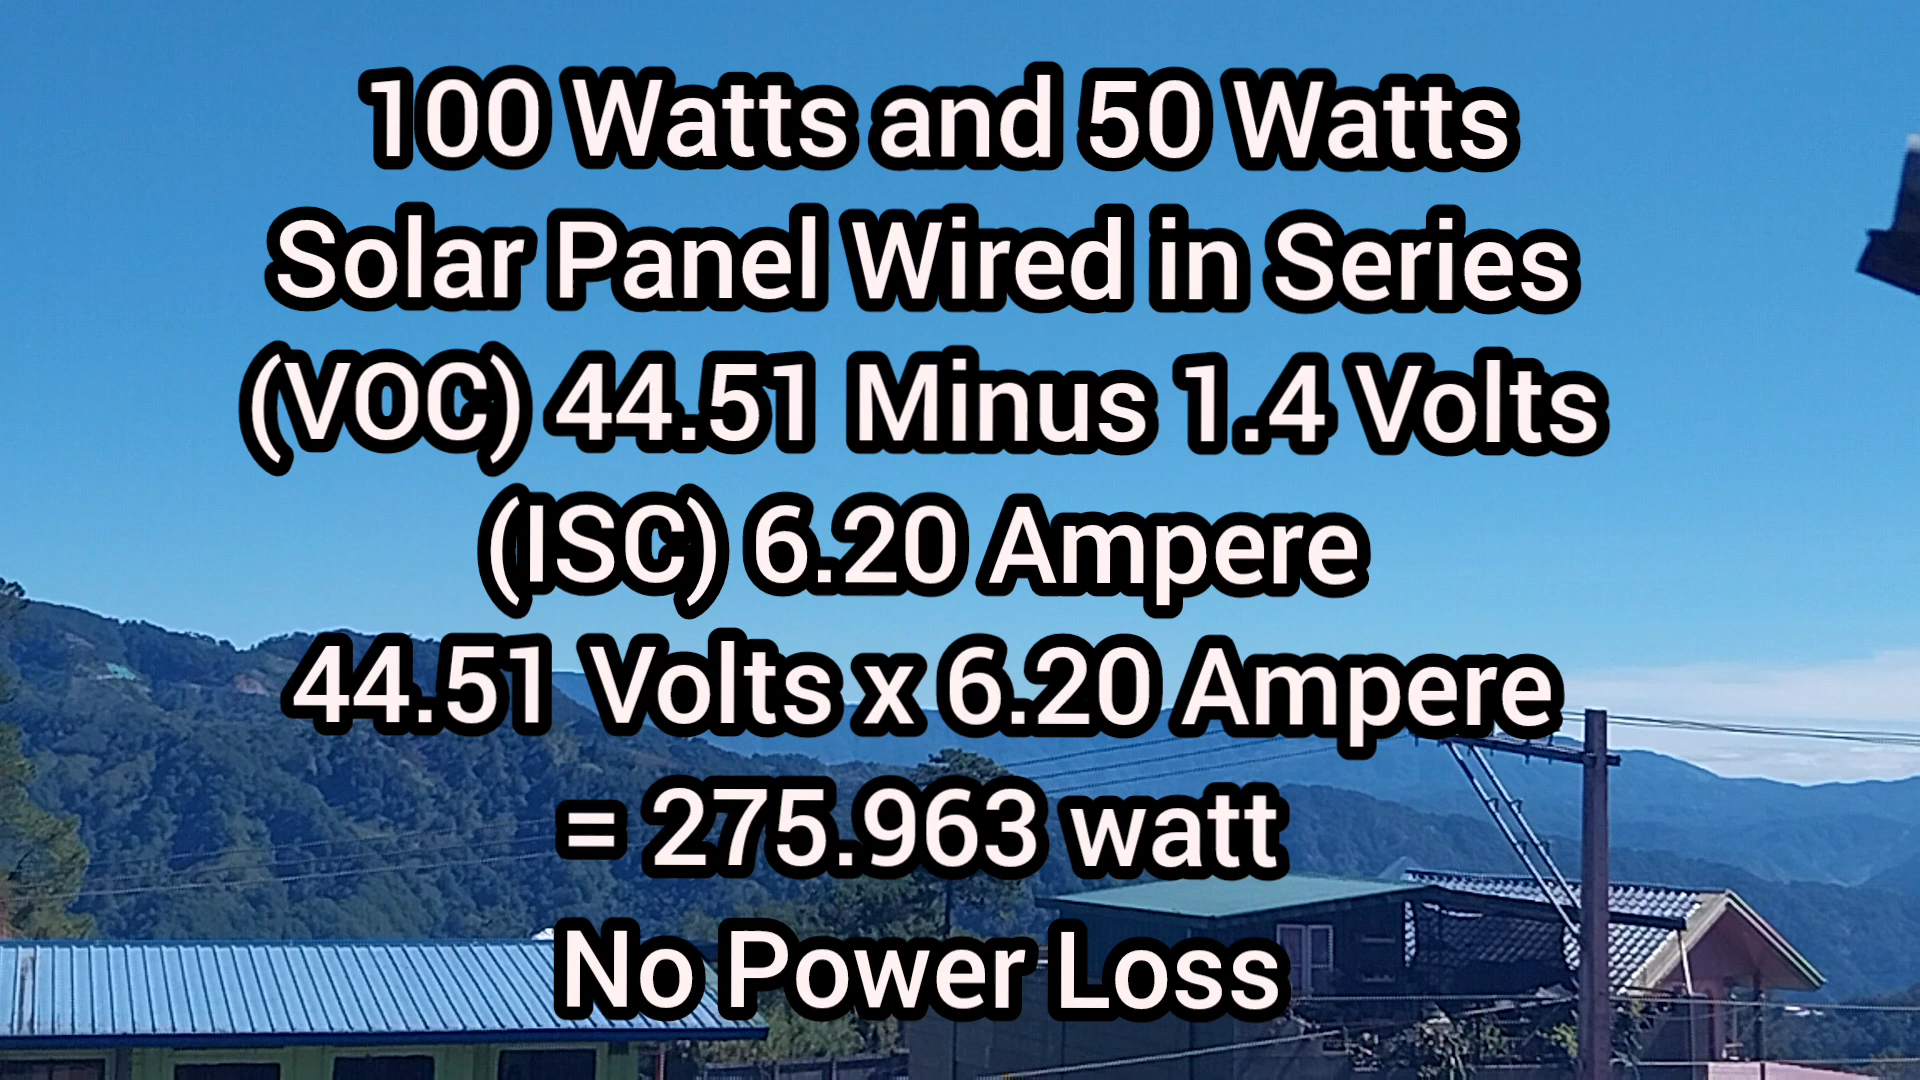 100 Watts and 50 Watts
Solar Panel Wired in Series
(VOC) 44.51 Minus 1.4 Volts
(ISC) 6.20 Ampere
44.51 Volts x 6.20 Ampere
= 275.963 watt
No Power Loss